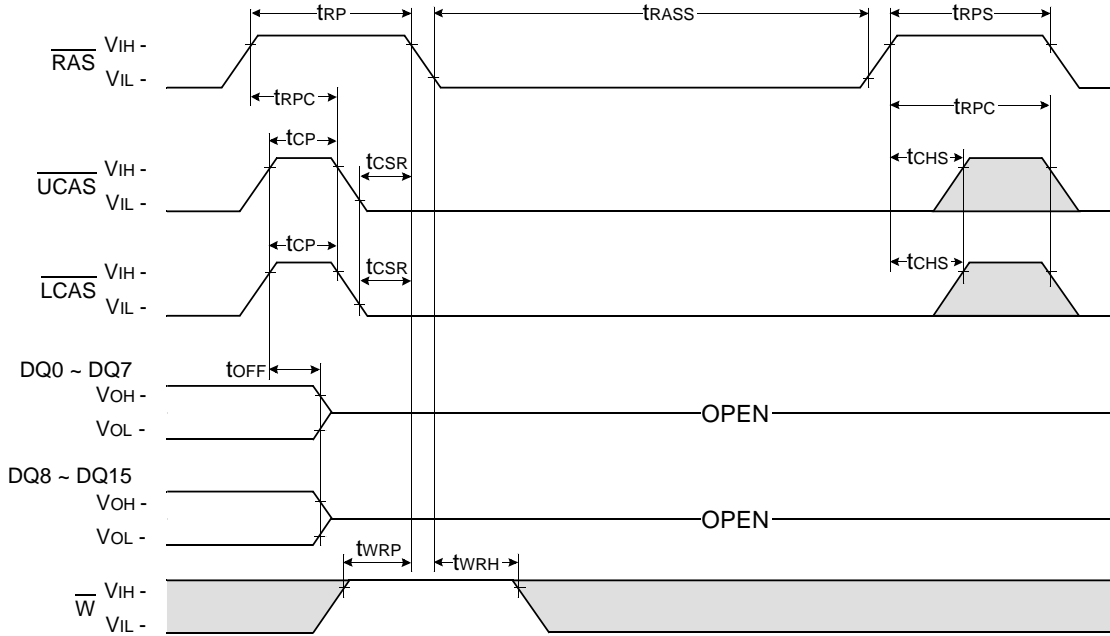 tRP tRASS tRPS
RAS VIH -
VIL -
tRPC tRPC
tCP tCSR tCHS
UCAS VIH -
VIL -
tCP tCSR tCHS
LCAS VIH -
VIL -
DQ0 ~ DQ7 tOFF
VOH -
VOL - OPEN
DQ8 ~ DQ15
VOH -
VOL - OPEN
tWRP tWRH
W VIH -
VIL -